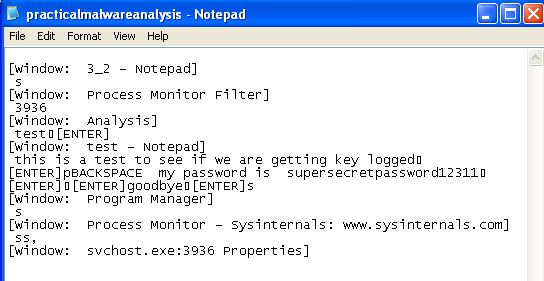 practicalmalwareanalysis - Notepad
File Edit Format View Help
[Window: 3_2 - Notepad]
s
[Window: Process Monitor Filter]
3936
[Window: Analysis]
test▯[ENTER]
[Window: test - Notepad]
this is a test to see if we are getting key logged▯
[ENTER]pBACKSPACE my password is supersecretpassword12311▯
[ENTER]▯[ENTER]goodbye▯[ENTER]s
[Window: Program Manager]
s
[Window: Process Monitor - Sysinternals: www.sysinternals.com]
ss,
[Window: svchost.exe:3936 Properties]